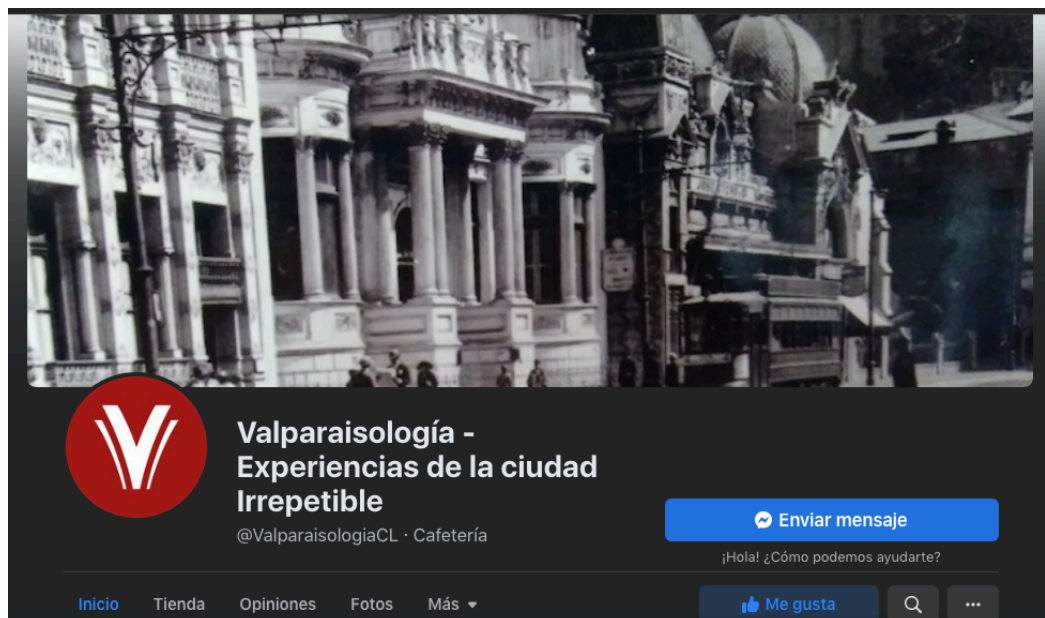 Valparaisología -
Experiencias de la ciudad
Irrepetible
@ValparaisologiaCL · Cafetería
Enviar mensaje
¡Hola! ¿Cómo podemos ayudarte?
Inicio Tienda Opiniones Fotos Más
Me gusta